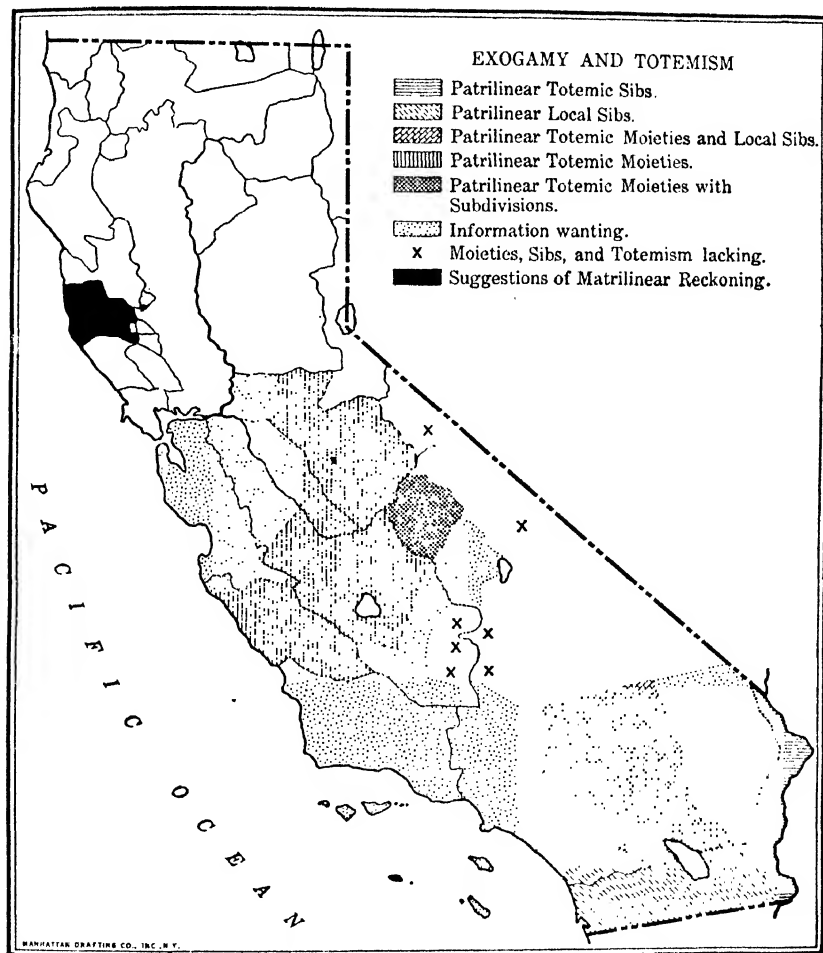 EXOGAMY AND TOTEMISM
Patrilinear Totemic Sibs.
Patrilinear Local Sibs.
Patrilinear Totemic Moieties and Local Sibs.
Patrilinear Totemic Moieties.
Patrilinear Totemic Moieties with
Subdivisions.
Information wanting.
x Moieties, Sibs, and Totemism lacking.
Suggestions of Matrilinear Reckoning.
x
x
x
x
x
x
x
PACIFIC OCEAN
MANHATTAN DRAFTING CO., INC., N.Y.